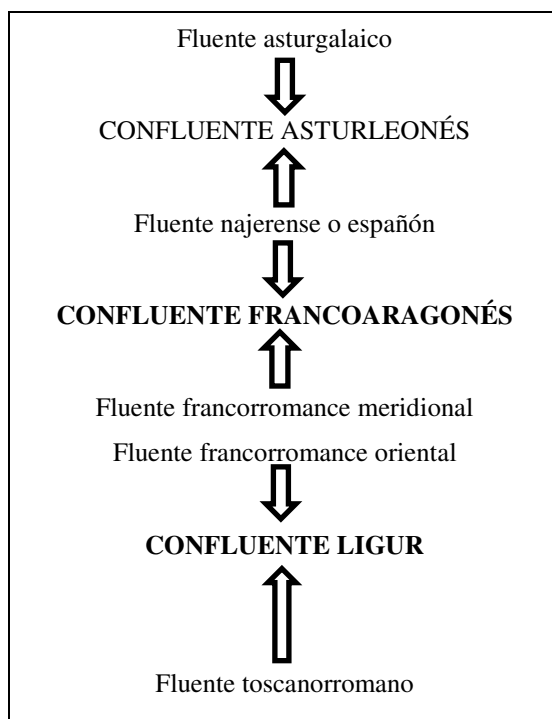 Fluente asturgalaico
CONFLUENTE ASTURLEONÉS
Fluente najerense o españón
CONFLUENTE FRANCOARAGONÉS
Fluente francorromance meridional
Fluente francorromance oriental
CONFLUENTE LIGUR
Fluente toscanorromano